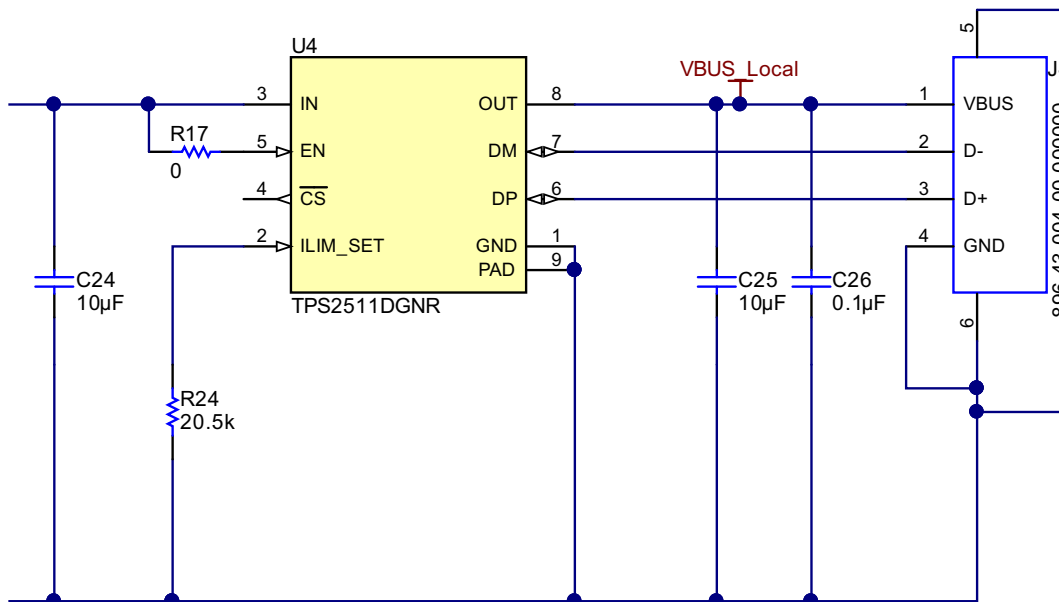 U4
VBUS_Local
5
J
3 IN OUT 8 1 VBUS
R17
0
5 EN DM 7 2 D-
4 CS DP 6 3 D+
2 ILIM_SET GND 1 4 GND
PAD 9
C24
10µF
TPS2511DGNR
C25
10µF
C26
0.1µF
6
R24
20.5k